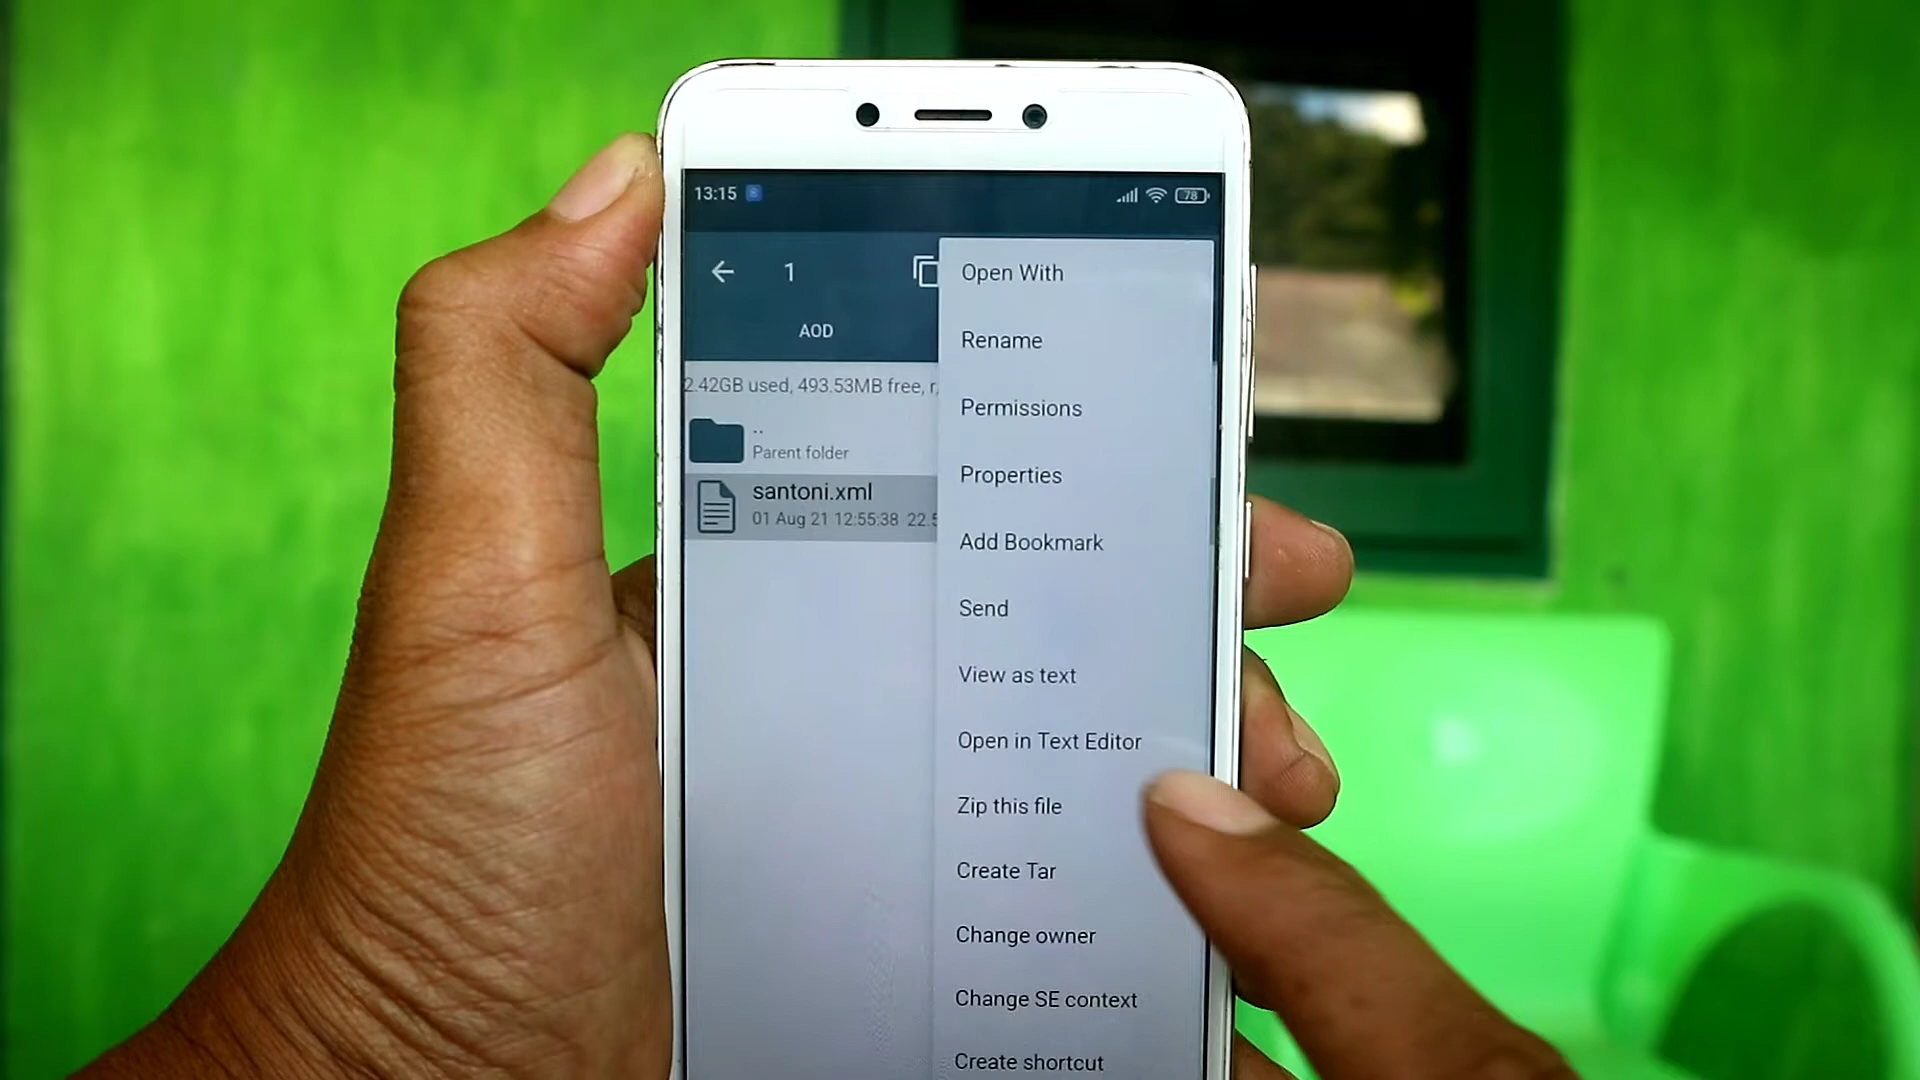 13:15
78
1
AOD
2.42GB used, 493.53MB free, r
..
Parent folder
santoni.xml
01 Aug 21 12:55:38 22.5
Open With
Rename
Permissions
Properties
Add Bookmark
Send
View as text
Open in Text Editor
Zip this file
Create Tar
Change owner
Change SE context
Create shortcut